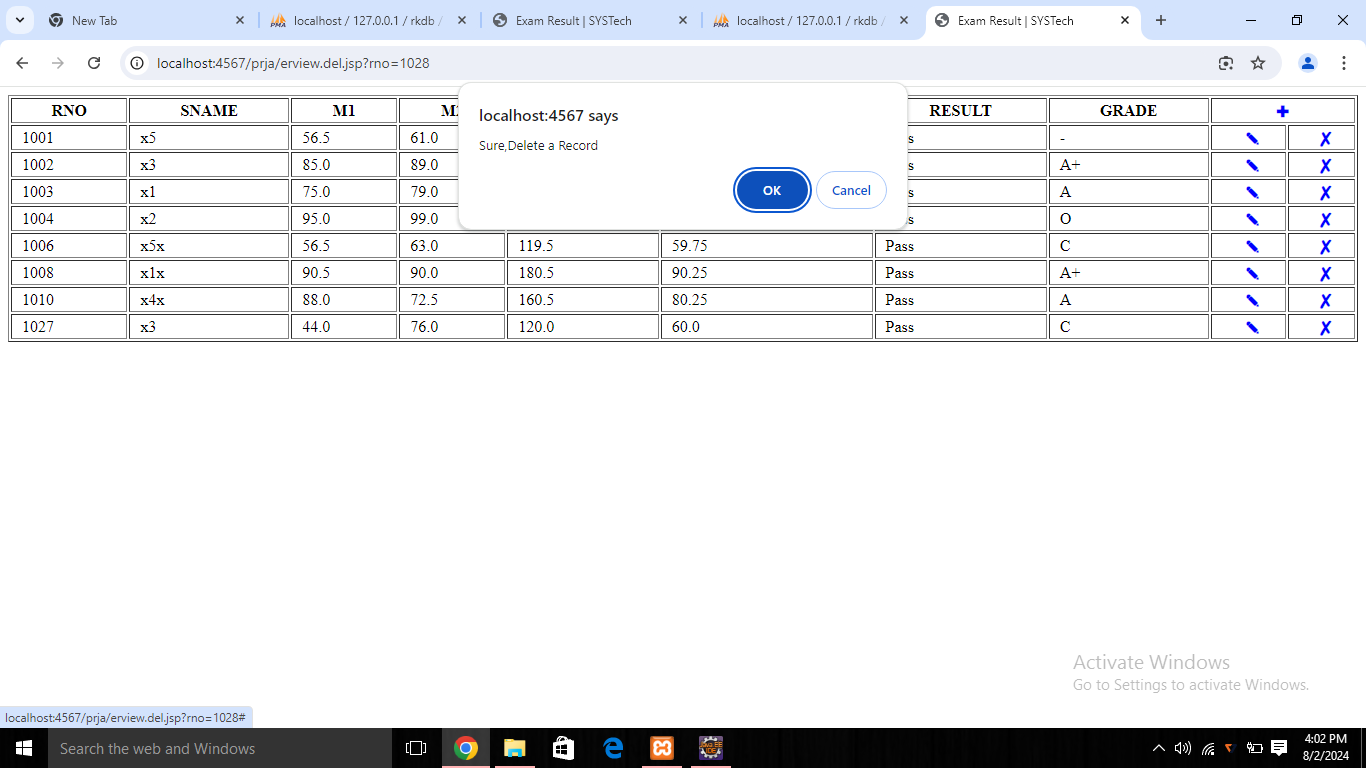 New Tab
localhost / 127.0.0.1 / rkdb /
Exam Result | SYSTech
localhost / 127.0.0.1 / rkdb /
Exam Result | SYSTech
localhost:4567/prja/erview.del.jsp?rno=1028
localhost:4567 says
Sure,Delete a Record
OK Cancel
RNO SNAME M1 RESULT GRADE
1001 x5 56.5 61.0 -
1002 x3 85.0 89.0 A+
1003 x1 75.0 79.0 A
1004 x2 95.0 99.0 O
1006 x5x 56.5 63.0 119.5 59.75 Pass C
1008 x1x 90.5 90.0 180.5 90.25 Pass A+
1010 x4x 88.0 72.5 160.5 80.25 Pass A
1027 x3 44.0 76.0 120.0 60.0 Pass C
Activate Windows
Go to Settings to activate Windows.
localhost:4567/prja/erview.del.jsp?rno=1028#
Search the web and Windows
4:02 PM
8/2/2024